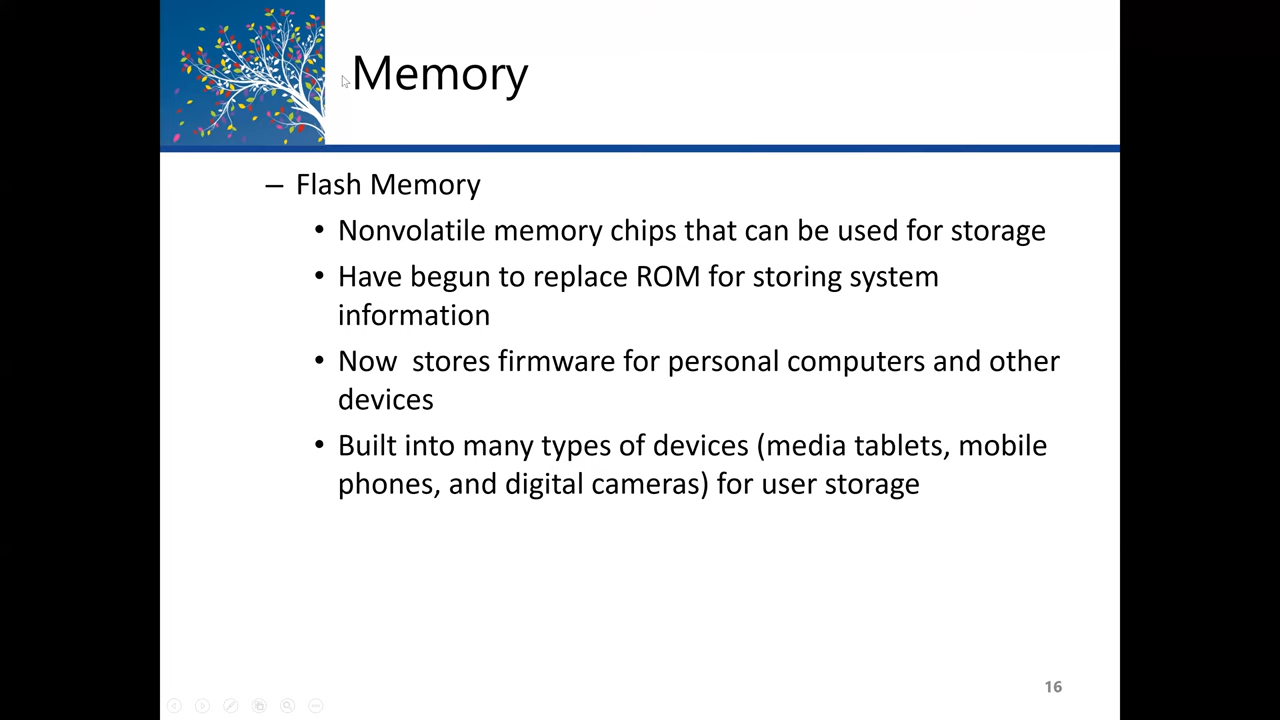 Memory
– Flash Memory
• Nonvolatile memory chips that can be used for storage
• Have begun to replace ROM for storing system
information
• Now  stores firmware for personal computers and other
devices
• Built into many types of devices (media tablets, mobile
phones, and digital cameras) for user storage
16